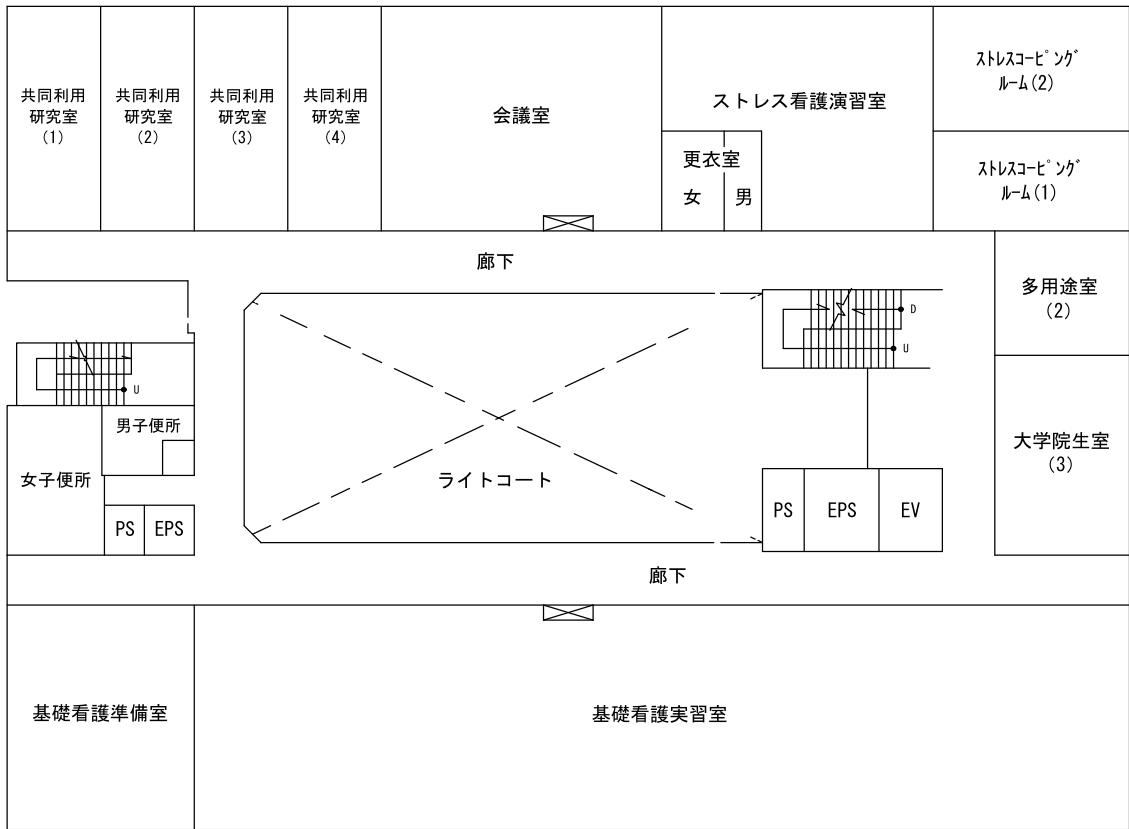 共同利用
研究室
(1)
共同利用
研究室
(2)
共同利用
研究室
(3)
共同利用
研究室
(4)
会議室
ストレス看護演習室
更衣室
女
男
ｽﾄﾚｽｺｰﾋﾟﾝｸﾞ
ﾙｰﾑ(2)
ｽﾄﾚｽｺｰﾋﾟﾝｸﾞ
ﾙｰﾑ(1)
廊下
多用途室
(2)
D
U
U
男子便所
女子便所
PS
EPS
ライトコート
PS
EPS
EV
大学院生室
(3)
廊下
基礎看護準備室
基礎看護実習室